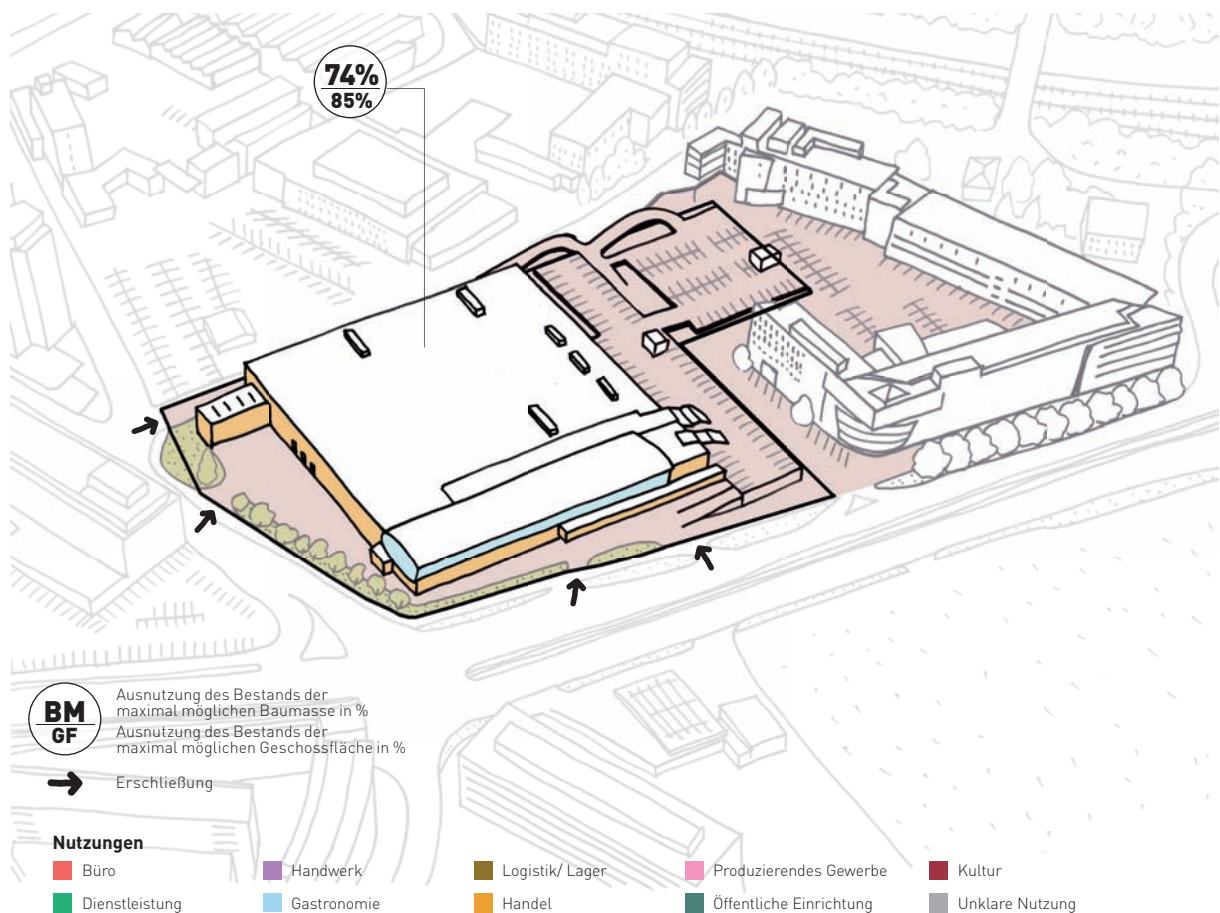 74%
85%
BM
GF
Ausnutzung des Bestands der
maximal möglichen Baumasse in %
Ausnutzung des Bestands der
maximal möglichen Geschossfläche in %
Erschließung
Nutzungen
Büro
Handwerk
Logistik/ Lager
Produzierendes Gewerbe
Kultur
Dienstleistung
Gastronomie
Handel
Öffentliche Einrichtung
Unklare Nutzung